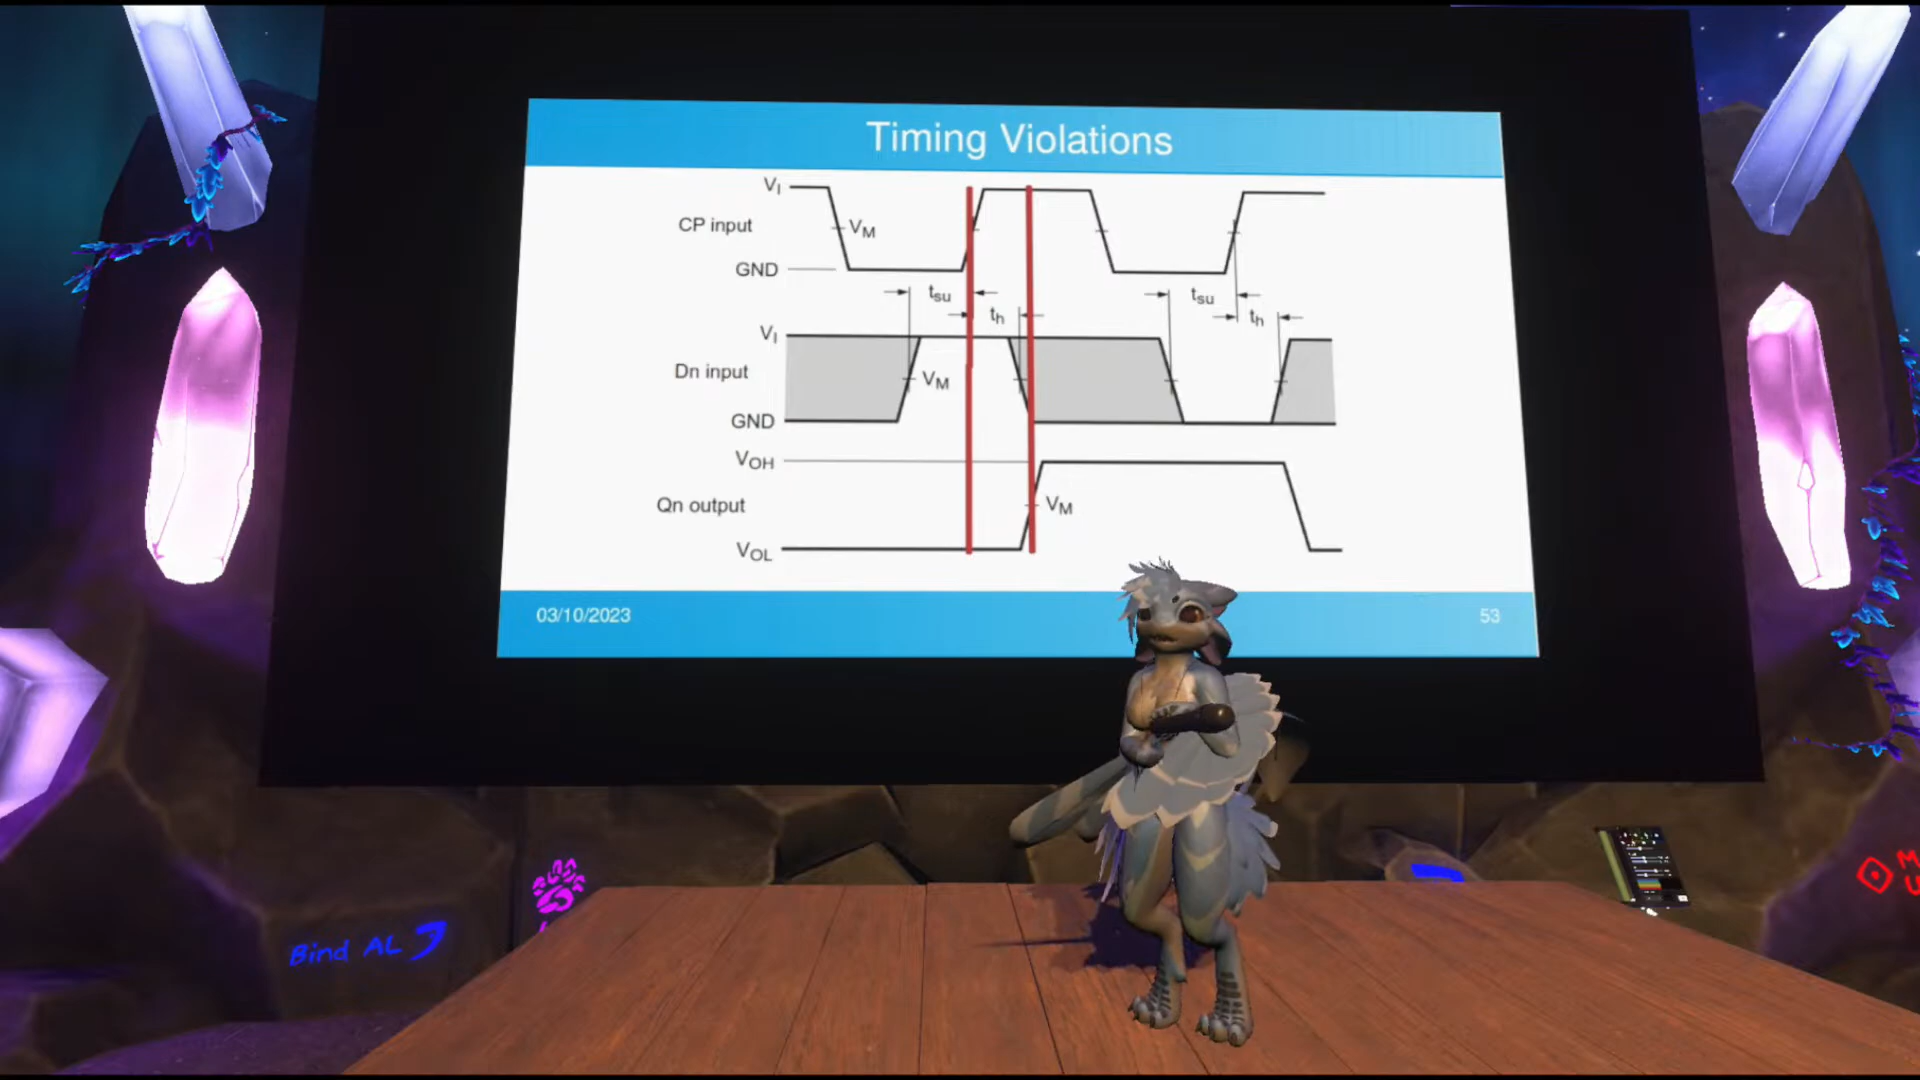 Timing Violations
VI
CP input
VM
GND
tsu
tsu
th
th
VI
Dn input
VM
GND
VOH
Qn output
VM
VOL
03/10/2023
53
Bind AL